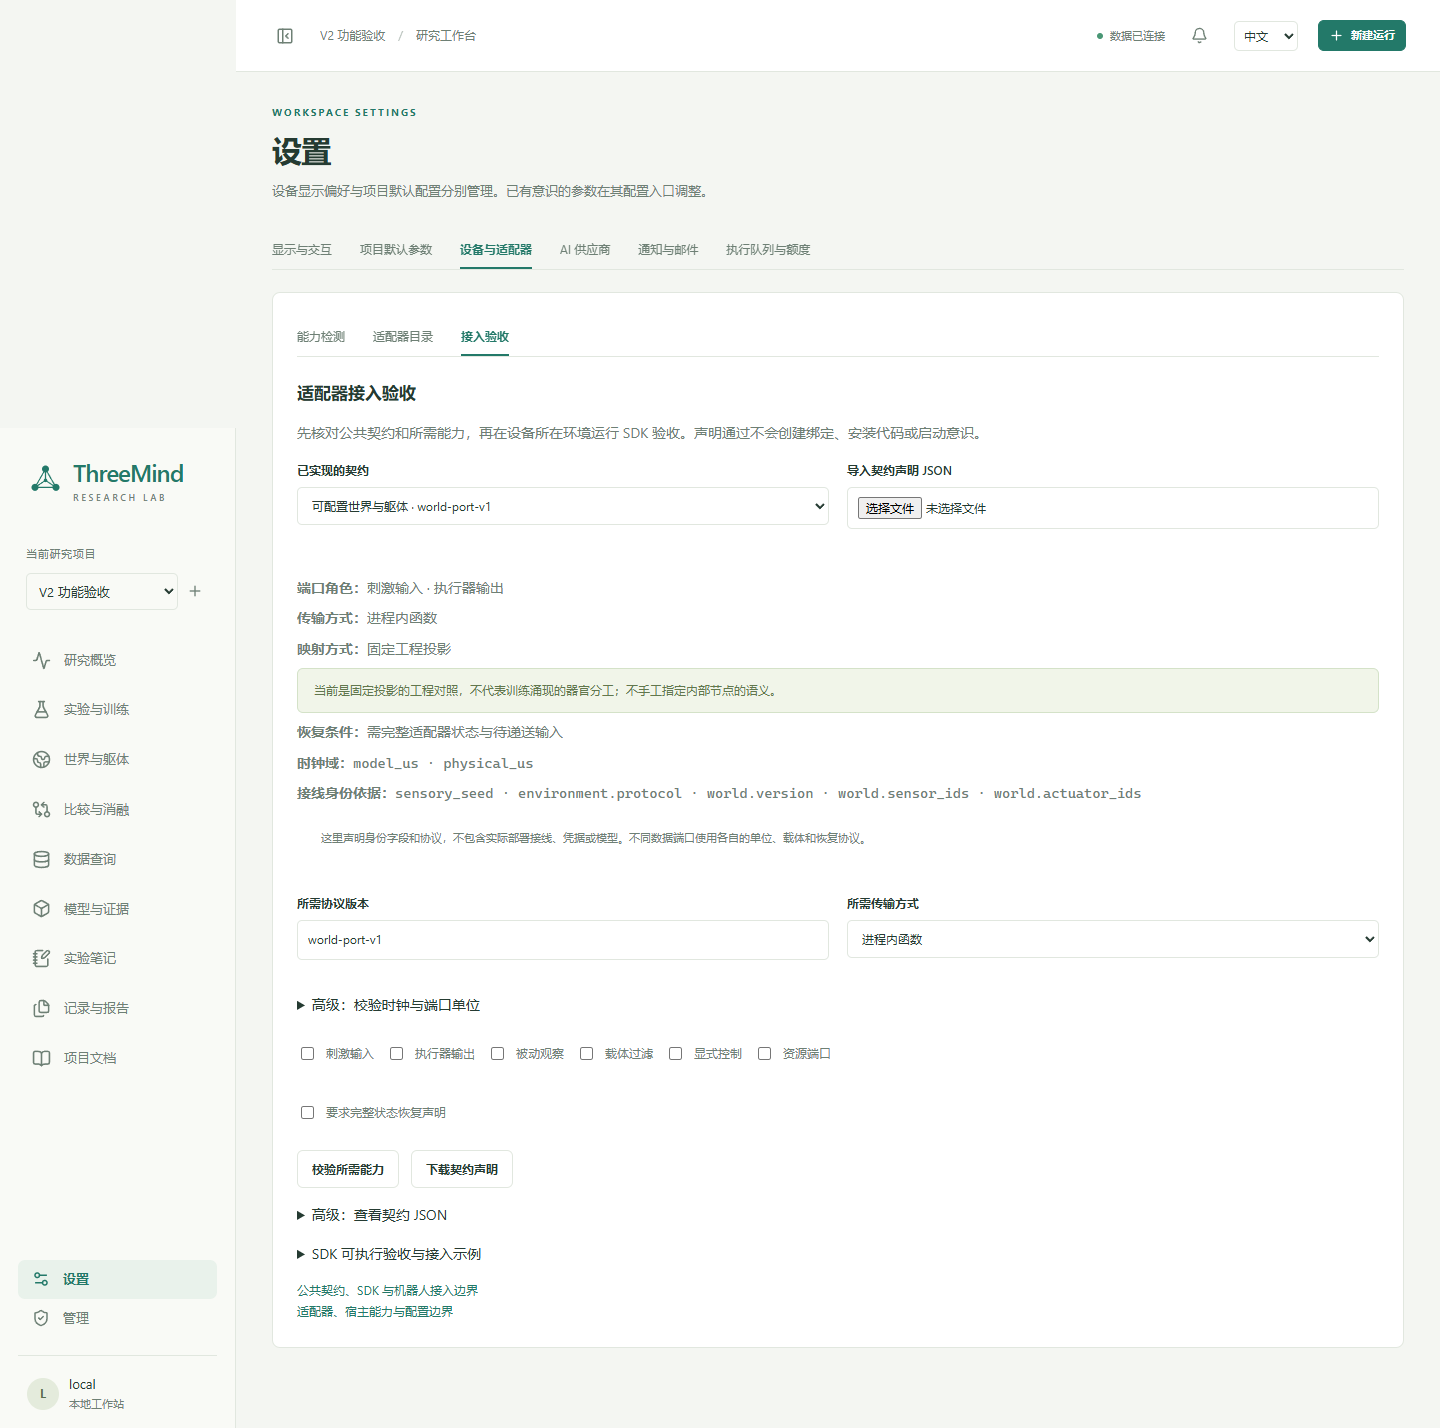 V2 功能验收 / 研究工作台
数据已连接
中文
新建运行
WORKSPACE SETTINGS
设置
设备显示偏好与项目默认配置分别管理。已有意识的参数在其配置入口调整。
显示与交互 项目默认参数 设备与适配器 AI 供应商 通知与邮件 执行队列与额度
能力检测 适配器目录 接入验收
适配器接入验收
先核对公共契约和所需能力，再在设备所在环境运行 SDK 验收。声明通过不会创建绑定、安装代码或启动意识。
已实现的契约
可配置世界与躯体 · world-port-v1
导入契约声明 JSON
选择文件 未选择文件
端口角色：刺激输入 · 执行器输出
传输方式：进程内函数
映射方式：固定工程投影
当前是固定投影的工程对照，不代表训练涌现的器官分工；不手工指定内部节点的语义。
恢复条件：需完整适配器状态与待递送输入
时钟域：model_us · physical_us
接线身份依据：sensory_seed · environment.protocol · world.version · world.sensor_ids · world.actuator_ids
这里声明身份字段和协议，不包含实际部署接线、凭据或模型。不同数据端口使用各自的单位、载体和恢复协议。
所需协议版本
world-port-v1
所需传输方式
进程内函数
高级：校验时钟与端口单位
刺激输入 执行器输出 被动观察 载体过滤 显式控制 资源端口
要求完整状态恢复声明
校验所需能力 下载契约声明
高级：查看契约 JSON
SDK 可执行验收与接入示例
公共契约、SDK 与机器人接入边界
适配器、宿主能力与配置边界
ThreeMind
RESEARCH LAB
当前研究项目
V2 功能验收
研究概览
实验与训练
世界与躯体
比较与消融
数据查询
模型与证据
实验笔记
记录与报告
项目文档
设置
管理
L
local
本地工作站